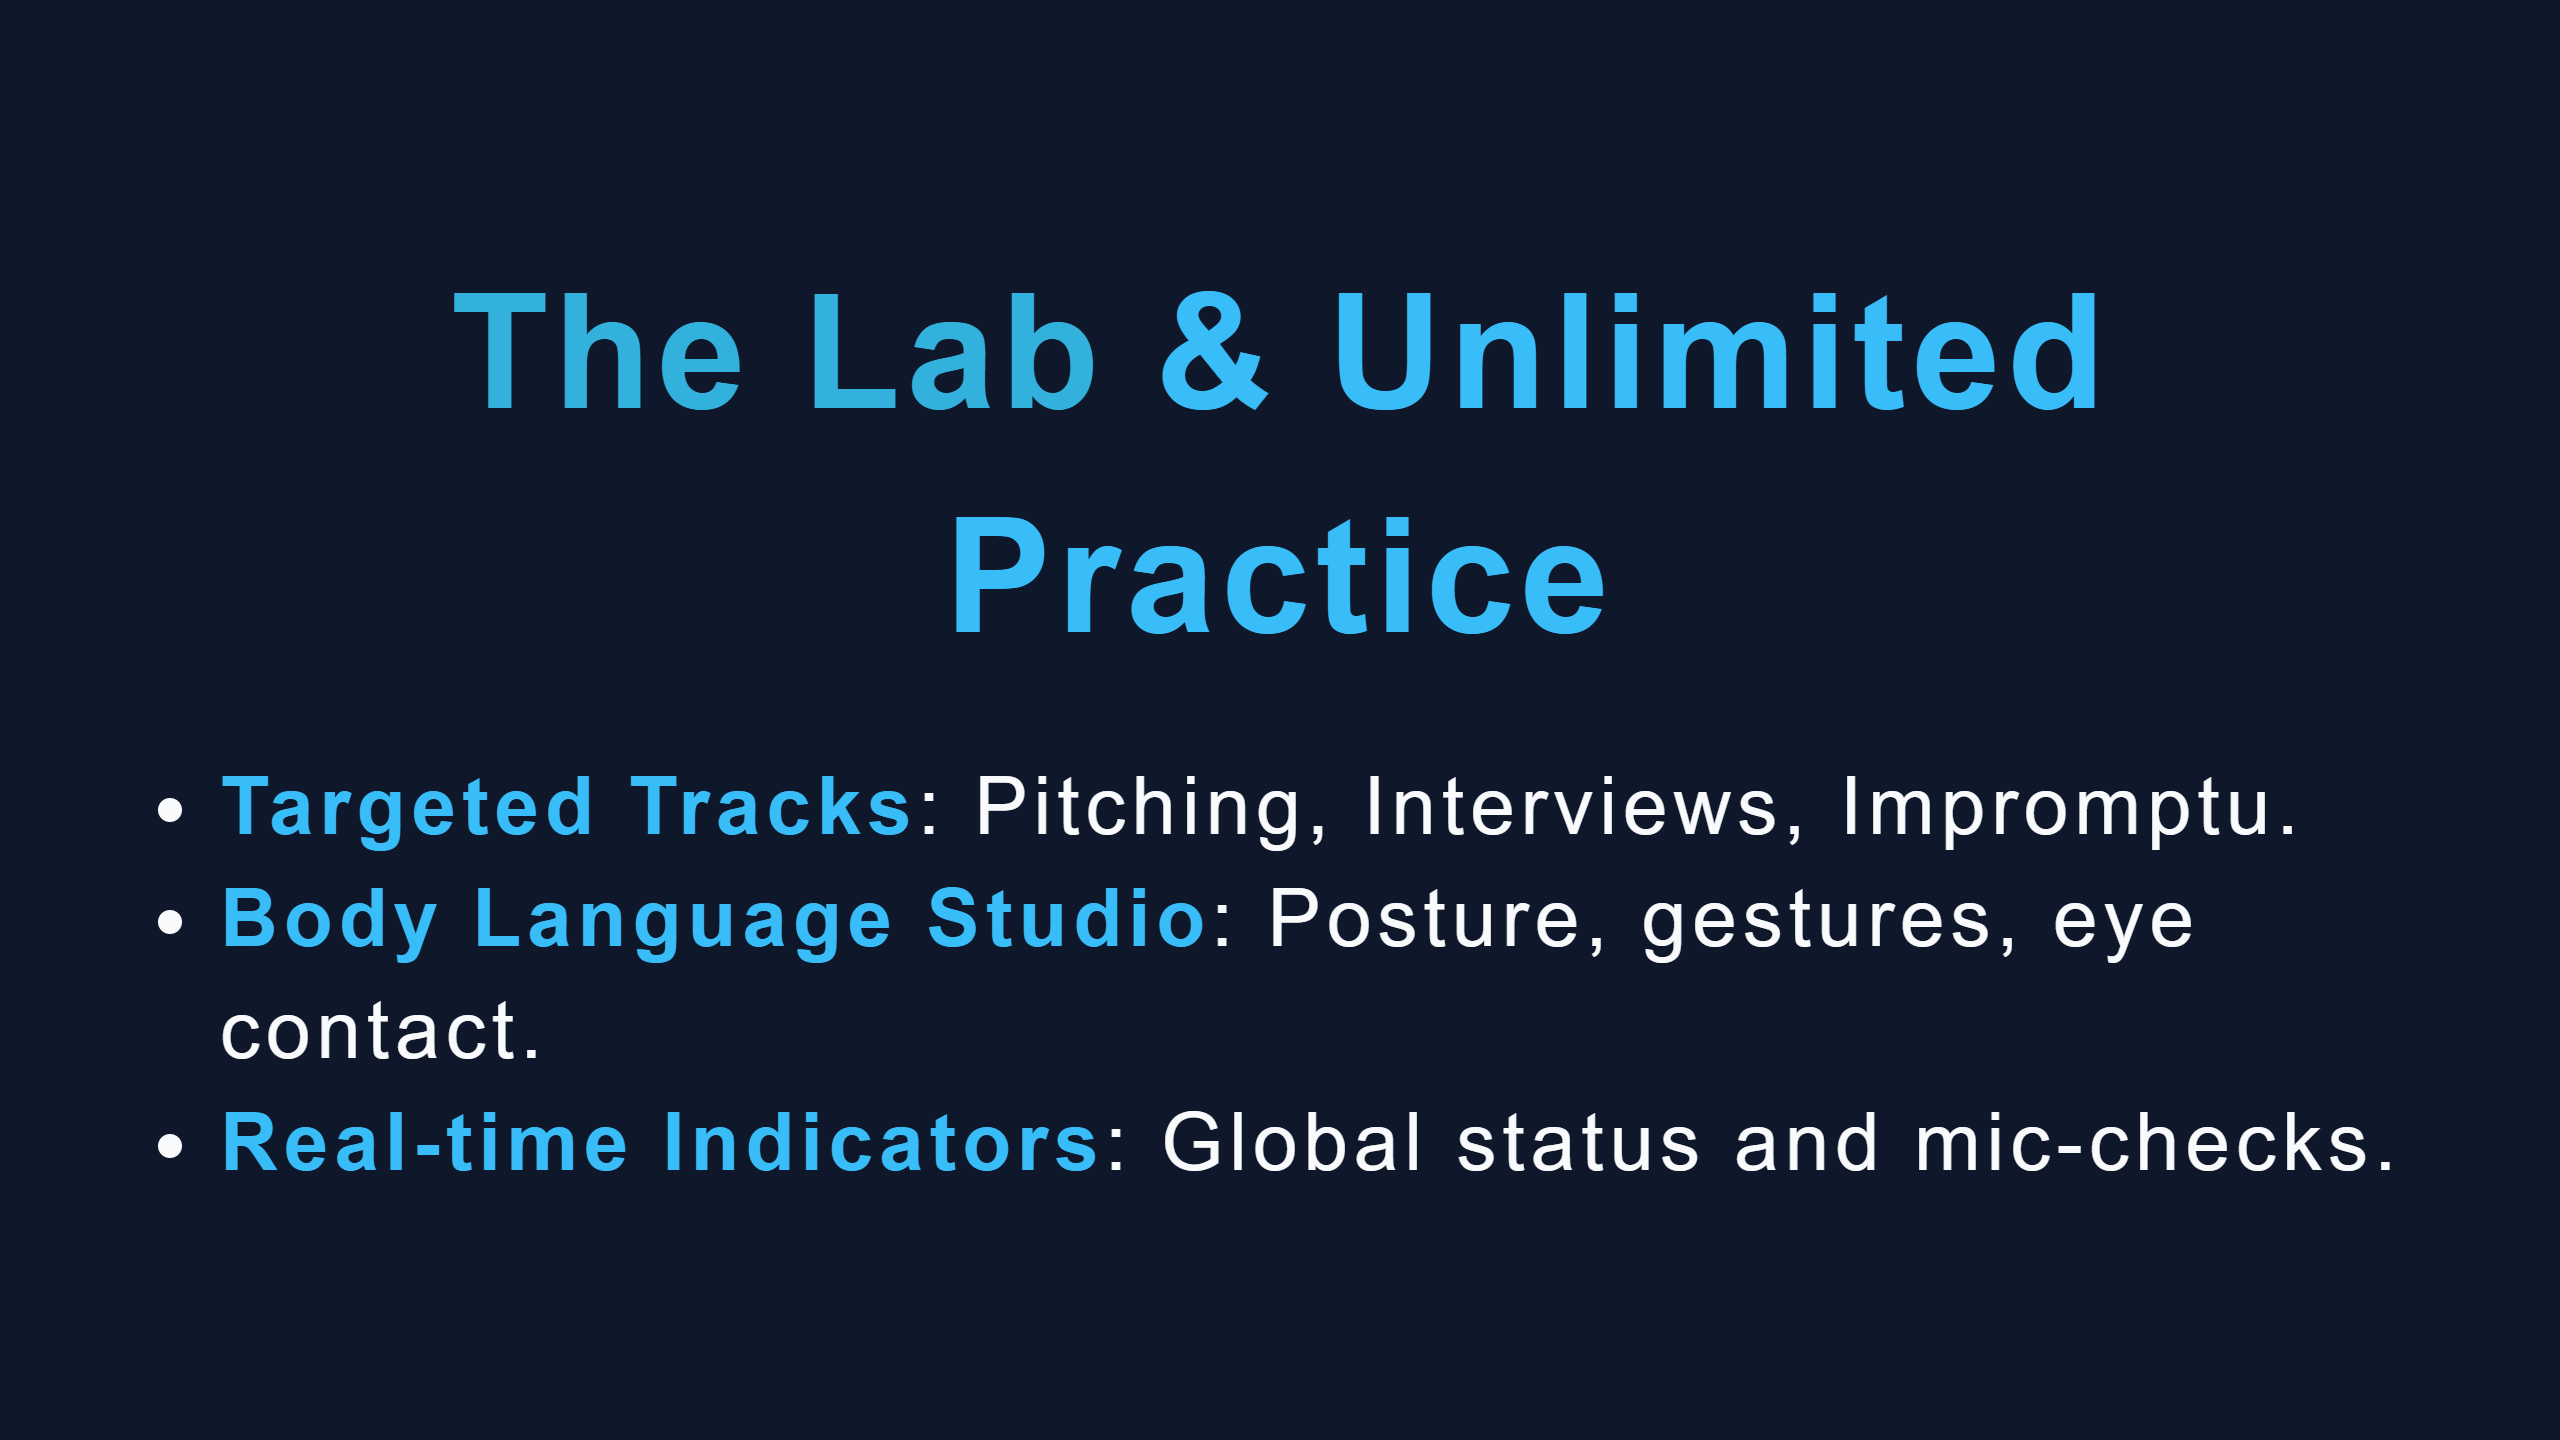 The Lab & Unlimited
Practice
• Targeted Tracks: Pitching, Interviews, Impromptu.
• Body Language Studio: Posture, gestures, eye
contact.
• Real-time Indicators: Global status and mic-checks.